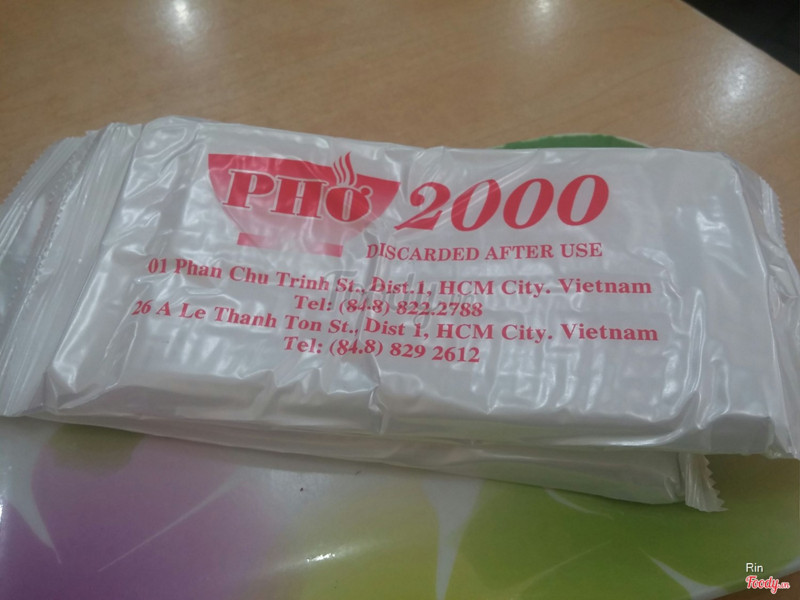 PHỞ 2000
DISCARDED AFTER USE
01 Phan Chu Trinh St., Dist.1, HCM City. Vietnam
Tel: (84.8) 822.2788
26 A Le Thanh Ton St., Dist 1, HCM City. Vietnam
Tel: (84.8) 829 2612
Rin
Foody.vn